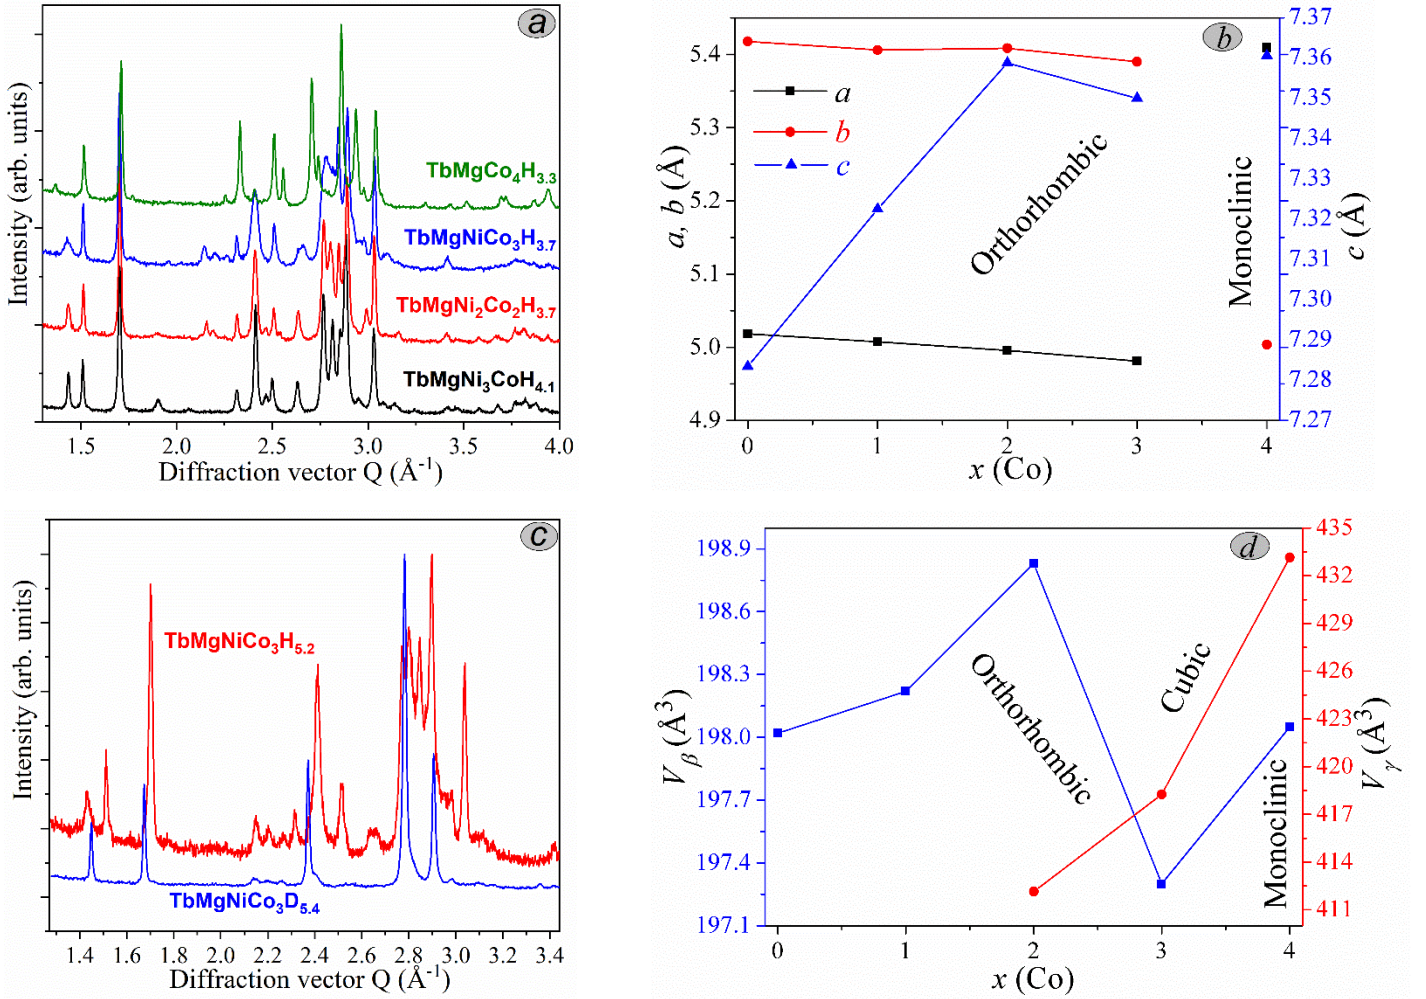 a
Intensity (arb. units)
TbMgCo4H3.3
TbMgNiCo3H3.7
TbMgNi2Co2H3.7
TbMgNi3CoH4.1
1.5 2.0 2.5 3.0 3.5 4.0
Diffraction vector Q (Å-1)
b
a, b (Å)
5.4
5.3
5.2
5.1
5.0
4.9
a
b
c
Orthorhombic
Monoclinic
7.37
7.36
7.35
7.34
7.33
7.32
7.31
7.30
7.29
7.28
7.27
c (Å)
0 1 2 3 4
x (Co)
c
Intensity (arb. units)
TbMgNiCo3H5.2
TbMgNiCo3D5.4
1.4 1.6 1.8 2.0 2.2 2.4 2.6 2.8 3.0 3.2 3.4
Diffraction vector Q (Å-1)
d
Vβ (Å3)
198.9
198.6
198.3
198.0
197.7
197.4
197.1
Orthorhombic
Cubic
Monoclinic
435
432
429
426
423
420
417
414
411
Vγ (Å3)
0 1 2 3 4
x (Co)